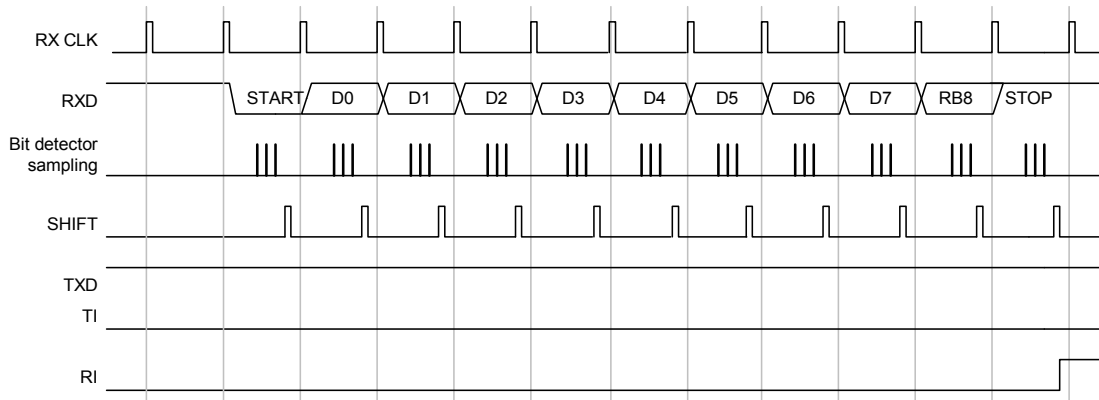 RX CLK
RXD START D0 D1 D2 D3 D4 D5 D6 D7 RB8 STOP
Bit detector
sampling
SHIFT
TXD
TI
RI